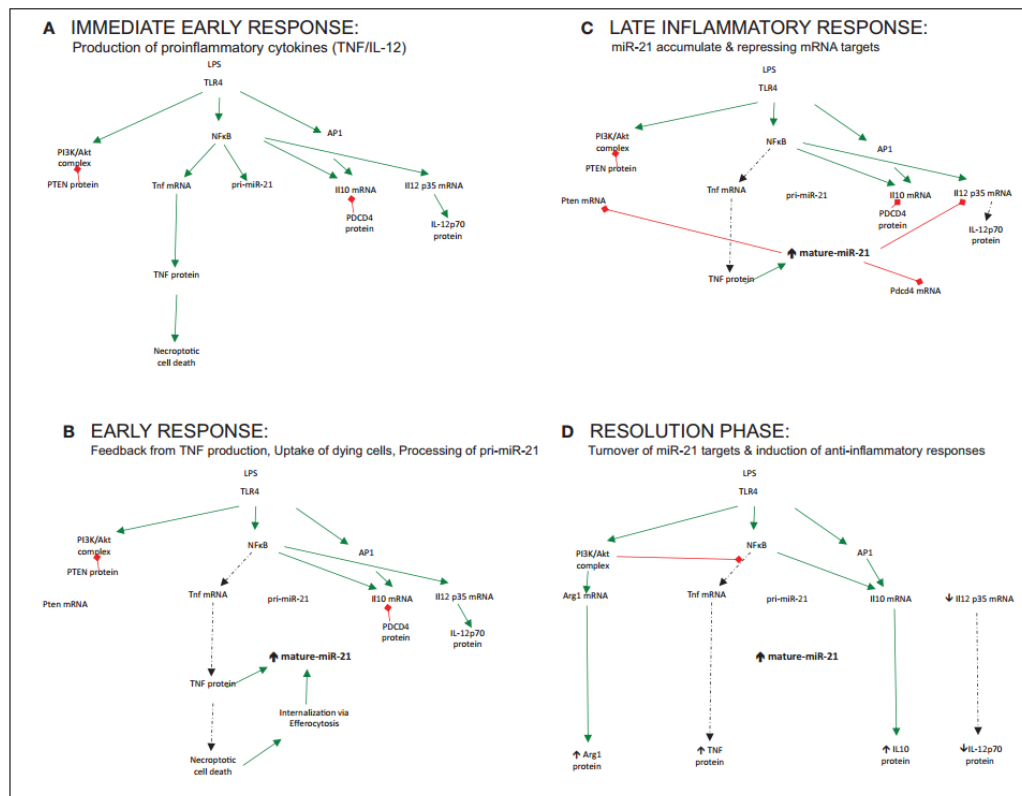 A IMMEDIATE EARLY RESPONSE:
Production of proinflammatory cytokines (TNF/IL-12)
LPS
TLR4
NFκB
AP1
PI3K/Akt
complex
PTEN protein
Tnf mRNA
pri-miR-21
Il10 mRNA
Il12 p35 mRNA
PDCD4
protein
IL-12p70
protein
TNF protein
Necroptotic
cell death
B EARLY RESPONSE:
Feedback from TNF production, Uptake of dying cells, Processing of pri-miR-21
LPS
TLR4
NFκB
AP1
PI3K/Akt
complex
PTEN protein
Pten mRNA
Tnf mRNA
pri-miR-21
Il10 mRNA
Il12 p35 mRNA
PDCD4
protein
IL-12p70
protein
mature-miR-21
TNF protein
Internalization via
Efferocytosis
Necroptotic
cell death
C LATE INFLAMMATORY RESPONSE:
miR-21 accumulate & repressing mRNA targets
LPS
TLR4
PI3K/Akt
complex
NFκB
AP1
PTEN protein
Tnf mRNA
pri-miR-21
Il10 mRNA
Il12 p35 mRNA
Pten mRNA
PDCD4
protein
IL-12p70
protein
mature-miR-21
TNF protein
Pdcd4 mRNA
D RESOLUTION PHASE:
Turnover of miR-21 targets & induction of anti-inflammatory responses
LPS
TLR4
PI3K/Akt
complex
NFκB
AP1
Arg1 mRNA
Tnf mRNA
pri-miR-21
Il10 mRNA
Il12 p35 mRNA
mature-miR-21
Arg1
protein
TNF
protein
IL10
protein
IL-12p70
protein